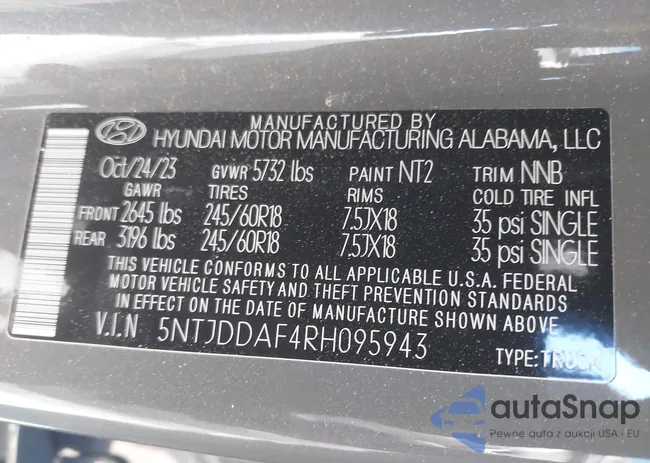 MANUFACTURED BY
HYUNDAI MOTOR MANUFACTURING ALABAMA, LLC
Oct/24/23 GVWR 5732 lbs PAINT NT2 TRIM NNB
GAWR TIRES RIMS COLD TIRE INFL
FRONT 2645 lbs 245/60R18 7.5JX18 35 psi SINGLE
REAR 3196 lbs 245/60R18 7.5JX18 35 psi SINGLE
THIS VEHICLE CONFORMS TO ALL APPLICABLE U.S.A. FEDERAL
MOTOR VEHICLE SAFETY AND THEFT PREVENTION STANDARDS
IN EFFECT ON THE DATE OF MANUFACTURE SHOWN ABOVE.
V.I.N 5NTJDDAF4RH095943 TYPE:TRUCK
autaSnap
Pewne auta z aukcji USA i EU